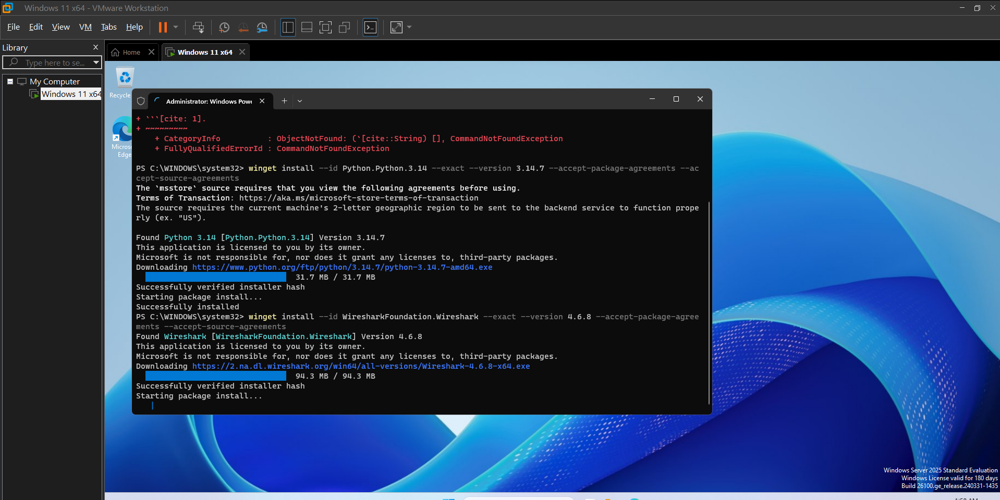 Windows 11 x64 - VMware Workstation
File Edit View VM Tabs Help
Library
Type here to se...
My Computer
Windows 11 x64
Home
Windows 11 x64
Recycle
Micros
Edge
Administrator: Windows Powe
+ ```[cite: 1].
+ ~~~~~~~~~
+ CategoryInfo : ObjectNotFound: (`[cite::String) [], CommandNotFoundException
+ FullyQualifiedErrorId : CommandNotFoundException
PS C:\WINDOWS\system32> winget install --id Python.Python.3.14 --exact --version 3.14.7 --accept-package-agreements --ac
cept-source-agreements
The `msstore` source requires that you view the following agreements before using.
Terms of Transaction: https://aka.ms/microsoft-store-terms-of-transaction
The source requires the current machine's 2-letter geographic region to be sent to the backend service to function prope
rly (ex. "US").
Found Python 3.14 [Python.Python.3.14] Version 3.14.7
This application is licensed to you by its owner.
Microsoft is not responsible for, nor does it grant any licenses to, third-party packages.
Downloading https://www.python.org/ftp/python/3.14.7/python-3.14.7-amd64.exe
31.7 MB / 31.7 MB
Successfully verified installer hash
Starting package install...
Successfully installed
PS C:\WINDOWS\system32> winget install --id WiresharkFoundation.Wireshark --exact --version 4.6.8 --accept-package-agree
ments --accept-source-agreements
Found Wireshark [WiresharkFoundation.Wireshark] Version 4.6.8
This application is licensed to you by its owner.
Microsoft is not responsible for, nor does it grant any licenses to, third-party packages.
Downloading https://2.na.dl.wireshark.org/win64/all-versions/Wireshark-4.6.8-x64.exe
94.3 MB / 94.3 MB
Successfully verified installer hash
Starting package install...
Windows Server 2025 Standard Evaluation
Windows License valid for 180 days
Build 26100.ge_release.240331-1435